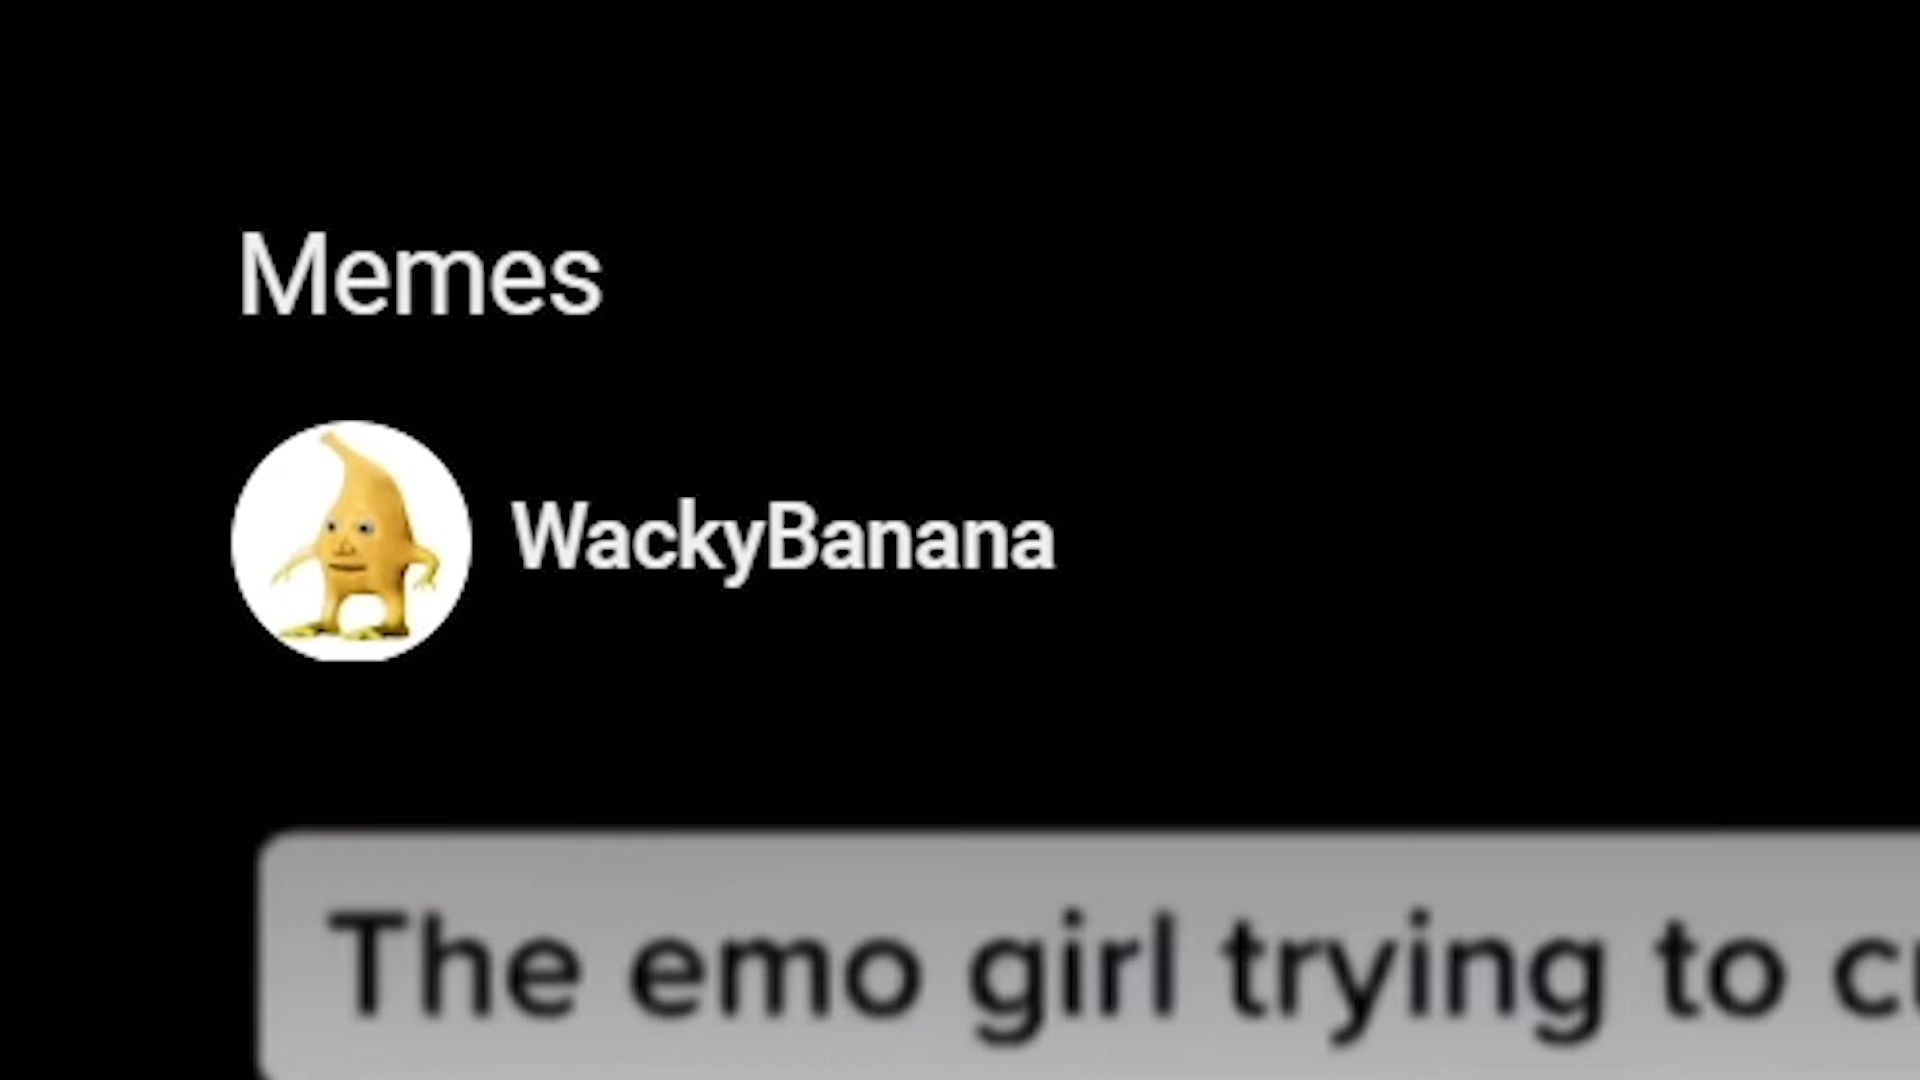 Memes
WackyBanana
The emo girl trying to